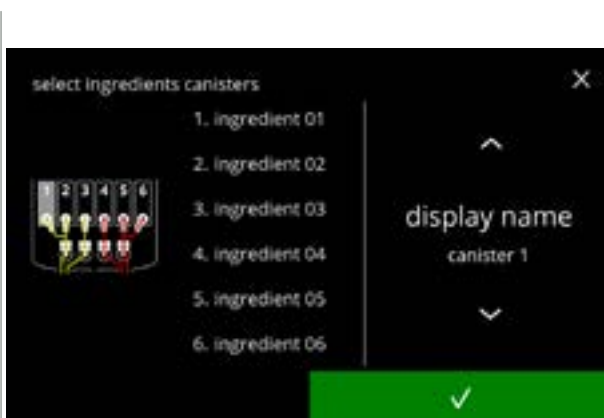 select ingredients canisters
1. ingredient 01
2. ingredient 02
3. ingredient 03
4. ingredient 04
5. ingredient 05
6. ingredient 06
1 2 3 4 5 6
display name
canister 1